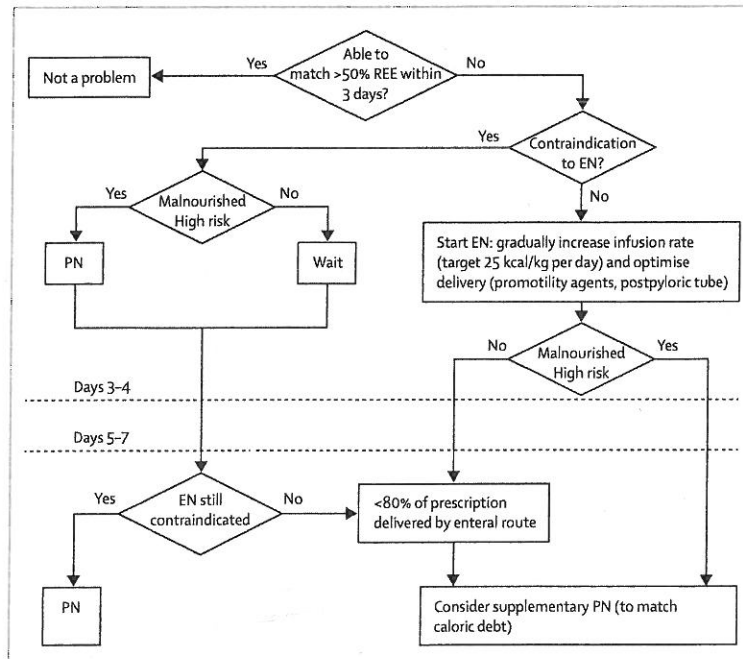 Able to
match >50% REE within
3 days?
Yes
No
Not a problem
Contraindication
to EN?
Yes
No
Malnourished
High risk
Yes
No
PN
Wait
Start EN: gradually increase infusion rate
(target 25 kcal/kg per day) and optimise
delivery (promotility agents, postpyloric tube)
Malnourished
High risk
No
Yes
Days 3-4
Days 5-7
EN still
contraindicated
Yes
No
<80% of prescription
delivered by enteral route
PN
Consider supplementary PN (to match
caloric debt)